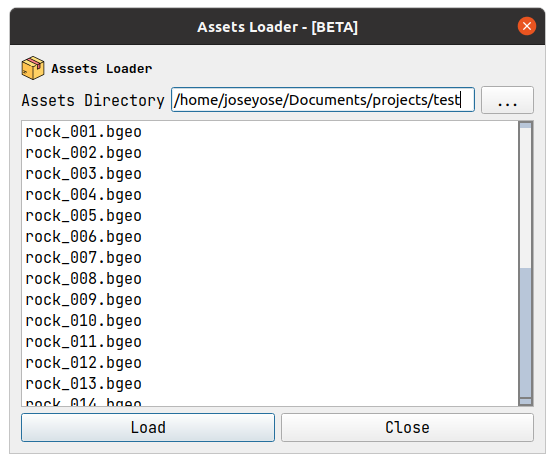 Assets Loader - [BETA]
Assets Loader
Assets Directory /home/joseyose/Documents/projects/test ...
rock_001.bgeo
rock_002.bgeo
rock_003.bgeo
rock_004.bgeo
rock_005.bgeo
rock_006.bgeo
rock_007.bgeo
rock_008.bgeo
rock_009.bgeo
rock_010.bgeo
rock_011.bgeo
rock_012.bgeo
rock_013.bgeo
rock_014.bgeo
Load Close